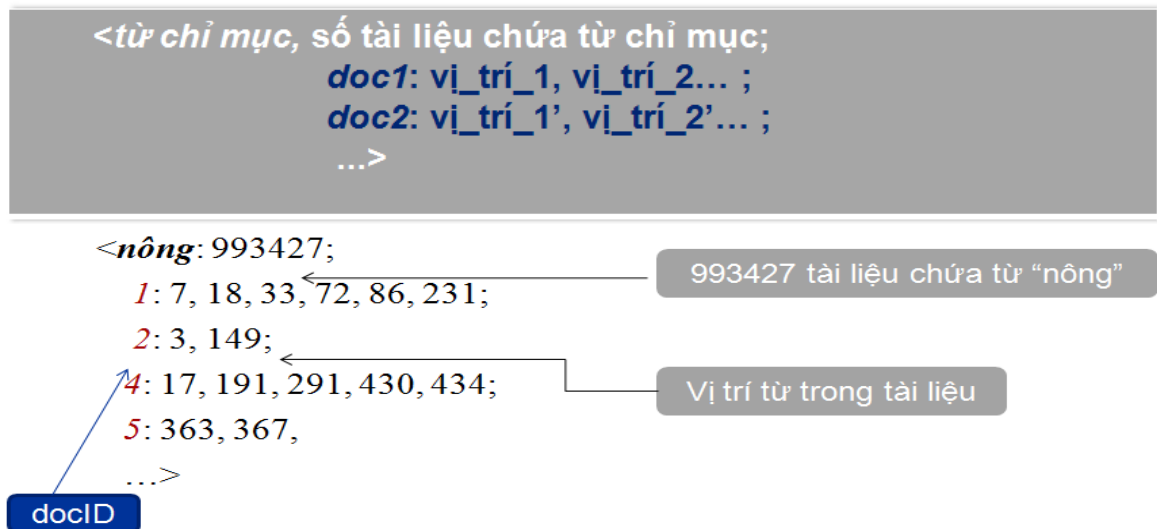 <từ chỉ mục, số tài liệu chứa từ chỉ mục;
doc1: vị_trí_1, vị_trí_2… ;
doc2: vị_trí_1’, vị_trí_2’… ;
…>
<nông: 993427;
993427 tài liệu chứa từ “nông”
1: 7, 18, 33, 72, 86, 231;
2: 3, 149;
4: 17, 191, 291, 430, 434;
Vị trí từ trong tài liệu
5: 363, 367,
…>
docID